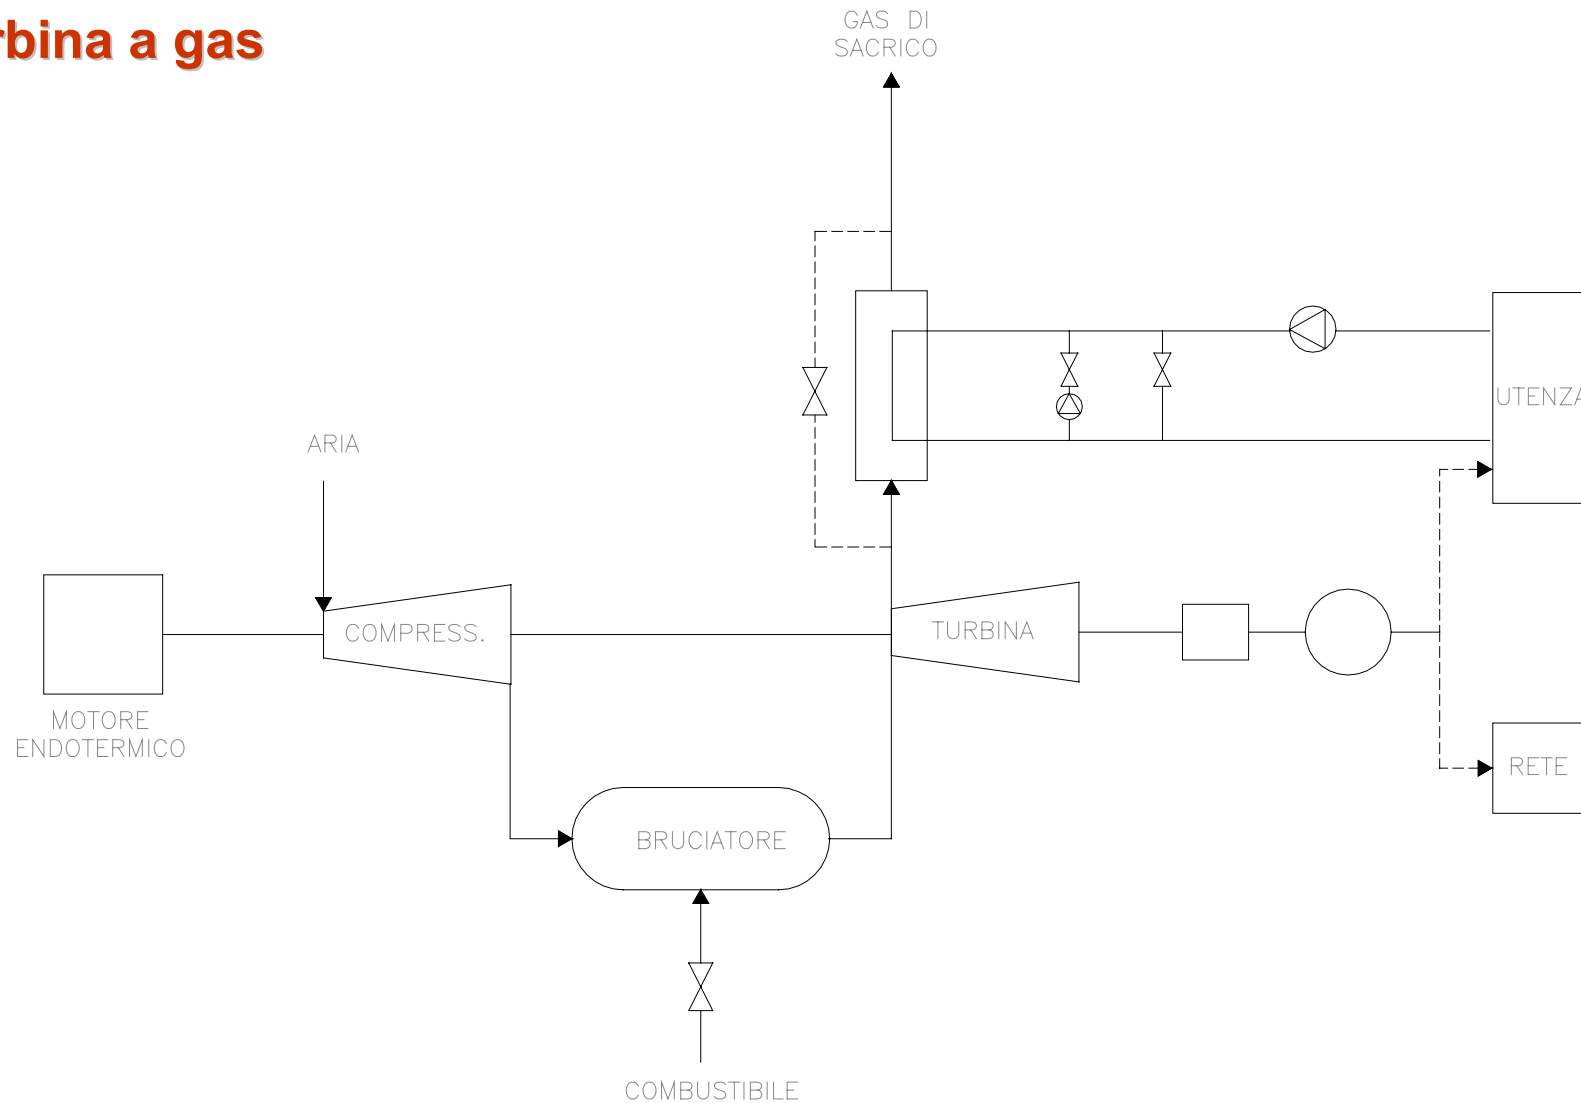 rbina a gas
GAS DI
SACRICO
UTENZA
ARIA
COMPRESS.
TURBINA
MOTORE
ENDOTERMICO
RETE
BRUCIATORE
COMBUSTIBILE